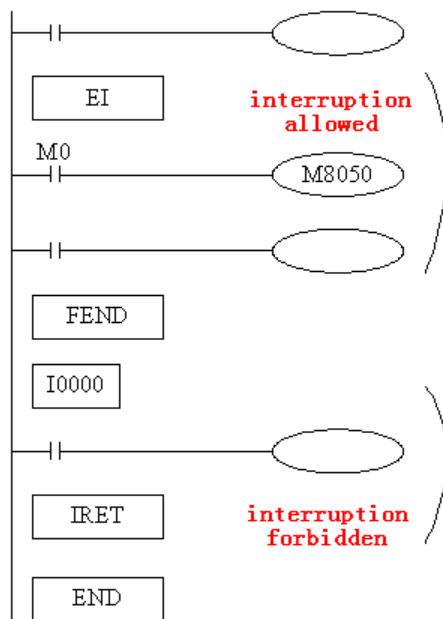 EI
interruption
allowed
M0
M8050
FEND
I0000
IRET
interruption
forbidden
END